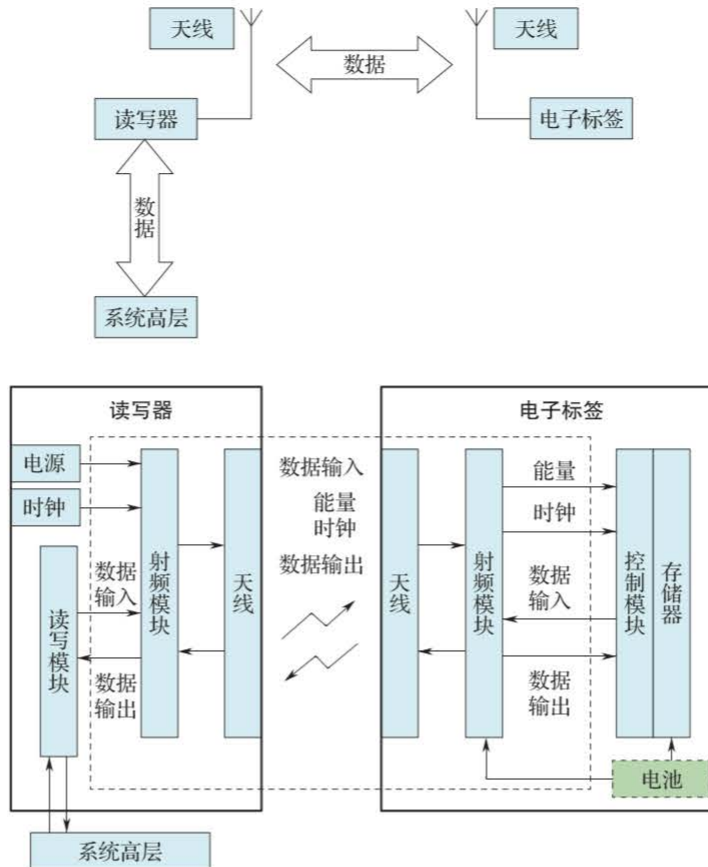 天线
天线
数据
读写器
电子标签
数据
系统高层
读写器
电子标签
电源
时钟
数据输入
能量
时钟
数据输出
能量
时钟
数据
输入
数据
输出
读写模块
射频模块
天线
天线
射频模块
数据
输入
数据
输出
控制模块
存储器
电池
系统高层